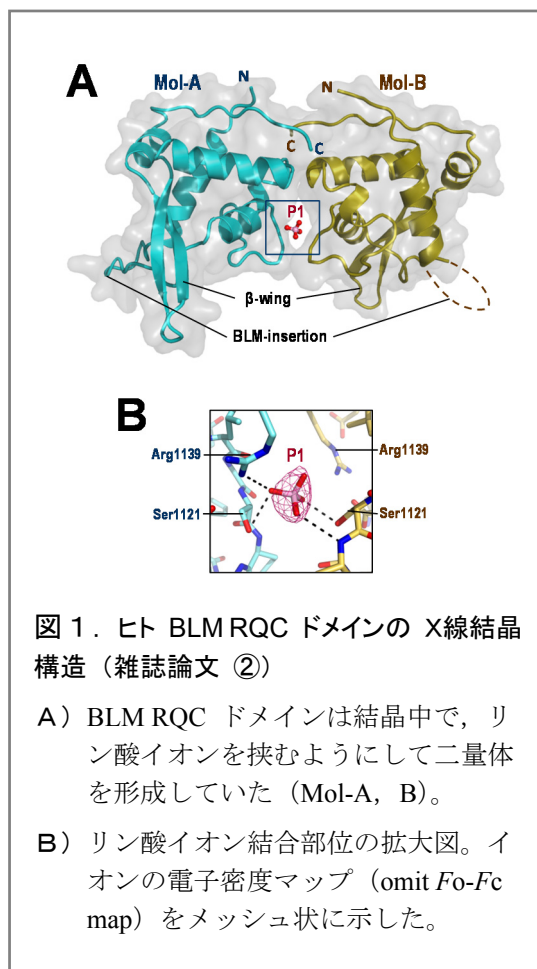 A
Mol-A
N
N
Mol-B
C
C
P1
β-wing
BLM-insertion
B
P1
Arg1139
Arg1139
Ser1121
Ser1121
図 1. ヒト BLM RQC ドメインの X線結晶
構造（雑誌論文 ②）
A）BLM RQC ドメインは結晶中で，リ
ン酸イオンを挟むようにして二量体
を形成していた（Mol-A，B）。
B）リン酸イオン結合部位の拡大図。イ
オンの電子密度マップ（omit Fo-Fc
map）をメッシュ状に示した。